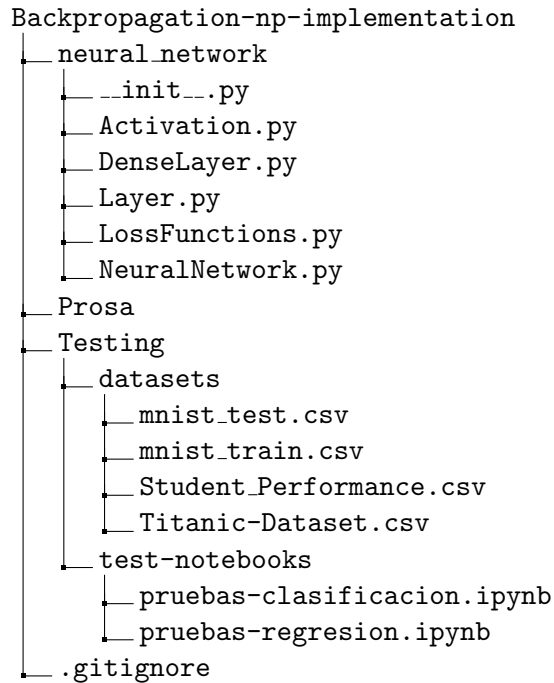 Backpropagation-np-implementation
neural_network
__init__.py
Activation.py
DenseLayer.py
Layer.py
LossFunctions.py
NeuralNetwork.py
Prosa
Testing
datasets
mnist_test.csv
mnist_train.csv
Student_Performance.csv
Titanic-Dataset.csv
test-notebooks
pruebas-clasificacion.ipynb
pruebas-regresion.ipynb
.gitignore